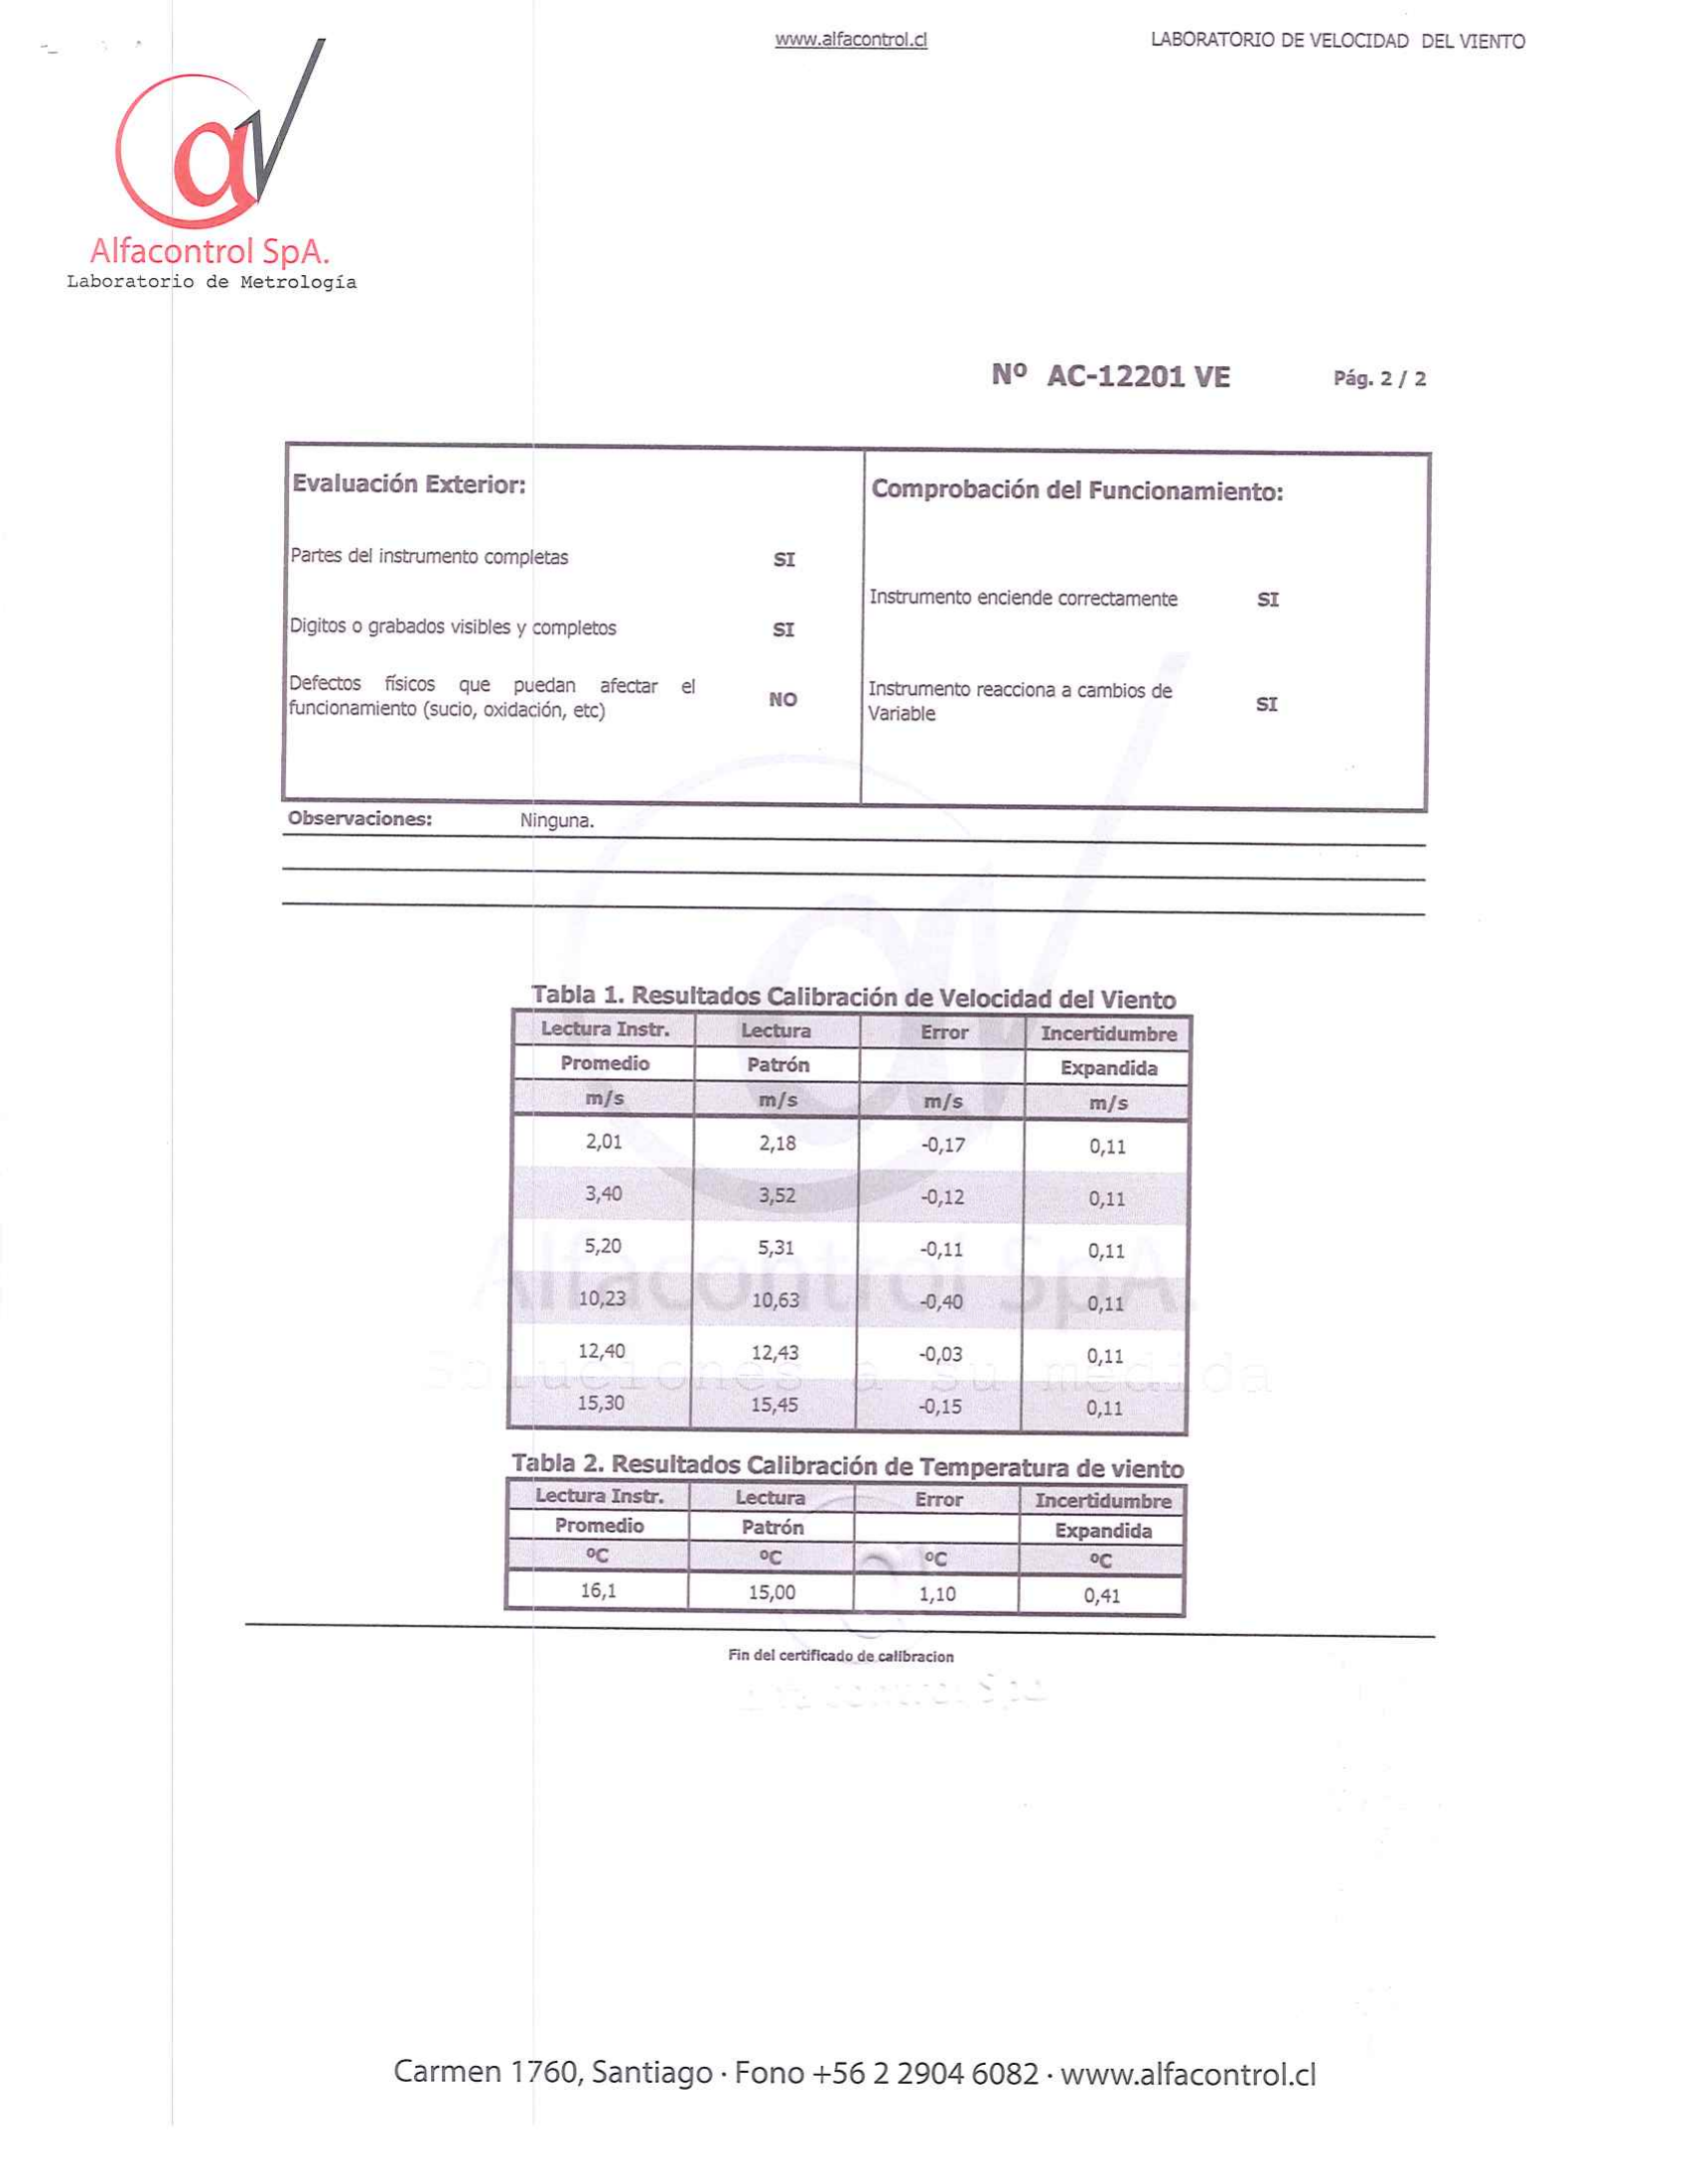 www.alfacontrol.cl LABORATORIO DE VELOCIDAD DEL VIENTO
Alfacontrol SpA.
Laboratorio de Metrología
Nº AC-12201 VE Pág. 2 / 2
Evaluación Exterior:
Partes del instrumento completas SI
Digitos o grabados visibles y completos SI
Defectos físicos que puedan afectar el
funcionamiento (sucio, oxidación, etc) NO
Comprobación del Funcionamiento:
Instrumento enciende correctamente SI
Instrumento reacciona a cambios de
Variable SI
Observaciones: Ninguna.
Tabla 1. Resultados Calibración de Velocidad del Viento
Lectura Instr. Lectura Error Incertidumbre
Promedio Patrón Expandida
m/s m/s m/s m/s
2,01 2,18 -0,17 0,11
3,40 3,52 -0,12 0,11
5,20 5,31 -0,11 0,11
10,23 10,63 -0,40 0,11
12,40 12,43 -0,03 0,11
15,30 15,45 -0,15 0,11
Alfacontrol SpA.
Soluciones a su medida
Tabla 2. Resultados Calibración de Temperatura de viento
Lectura Instr. Lectura Error Incertidumbre
Promedio Patrón Expandida
ºC ºC ºC ºC
16,1 15,00 1,10 0,41
Fin del certificado de calibracion
Carmen 1760, Santiago · Fono +56 2 2904 6082 · www.alfacontrol.cl